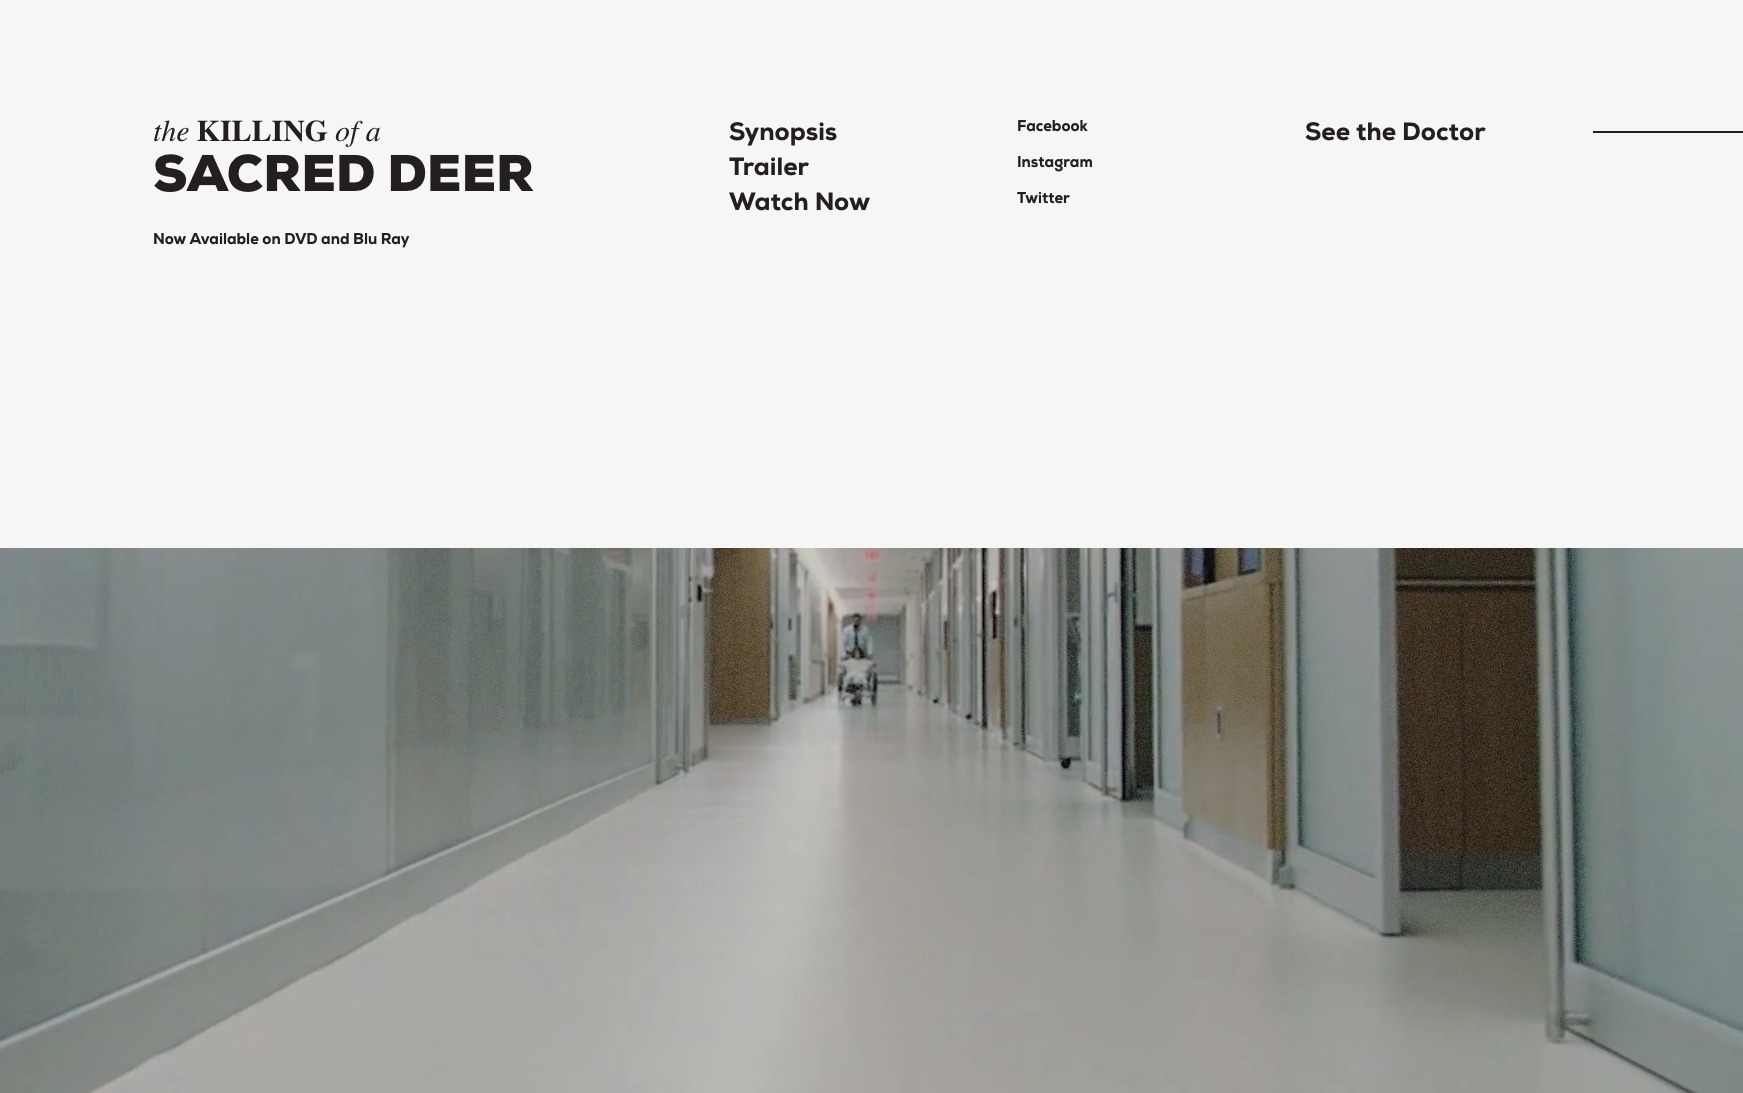 the KILLING of a
SACRED DEER
Now Available on DVD and Blu Ray
Synopsis
Trailer
Watch Now
Facebook
Instagram
Twitter
See the Doctor